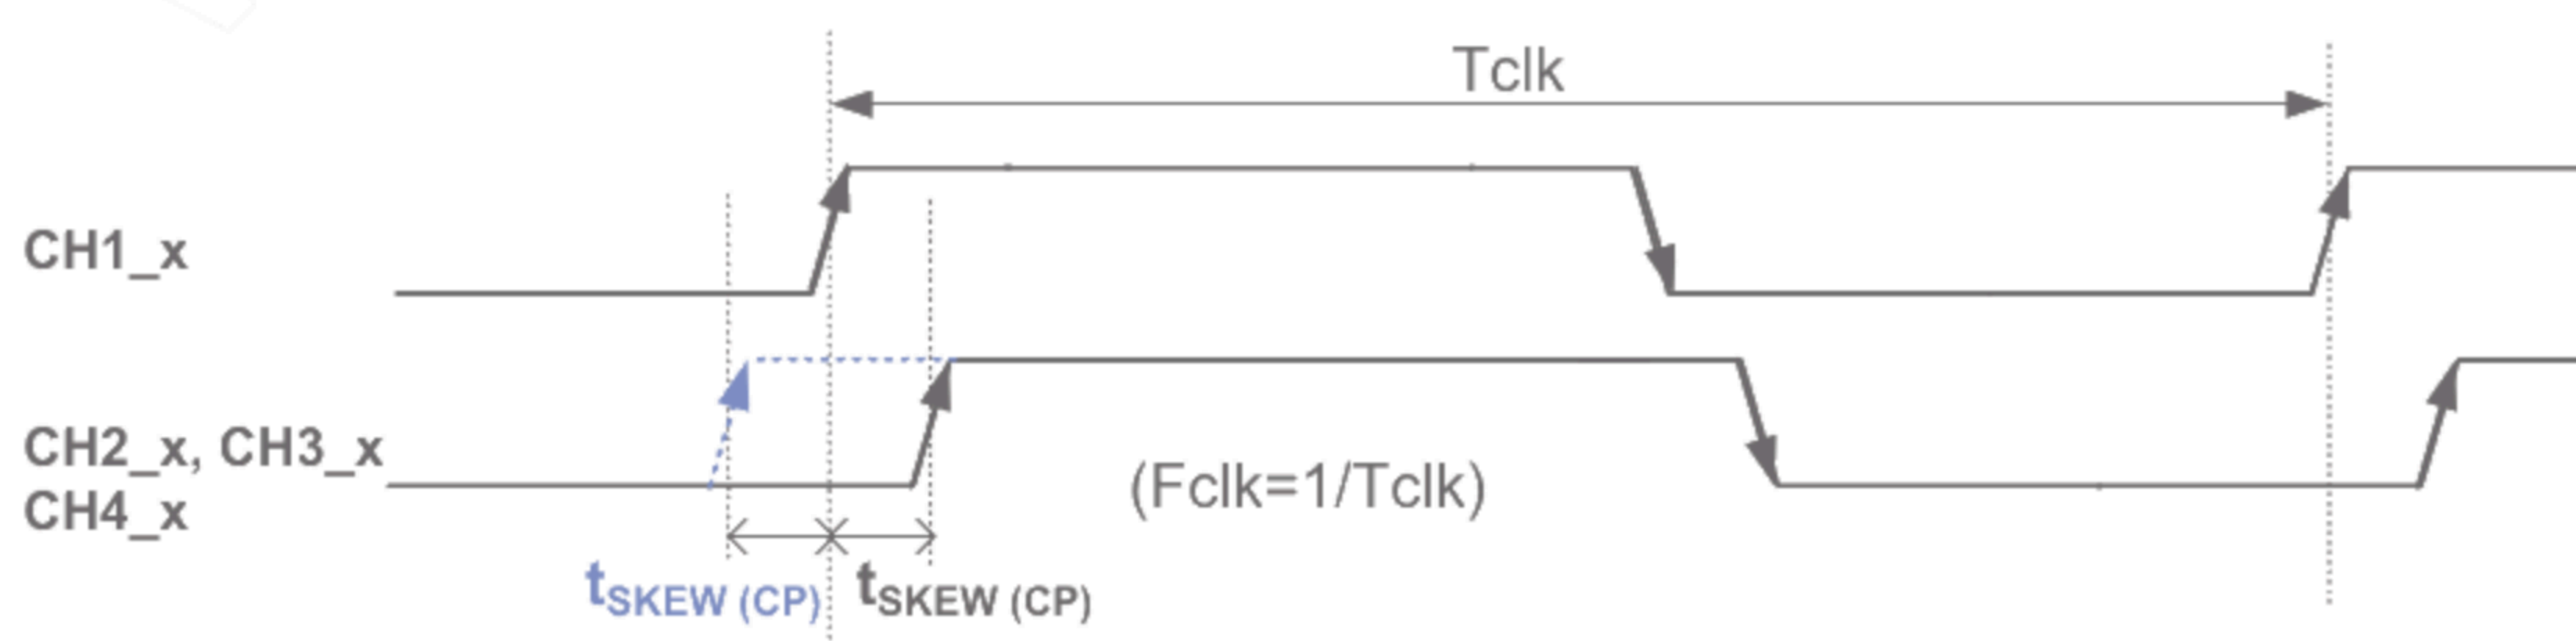 Tclk
CH1_x
CH2_x, CH3_x
CH4_x
(Fclk=1/Tclk)
tSKEW (CP) tSKEW (CP)